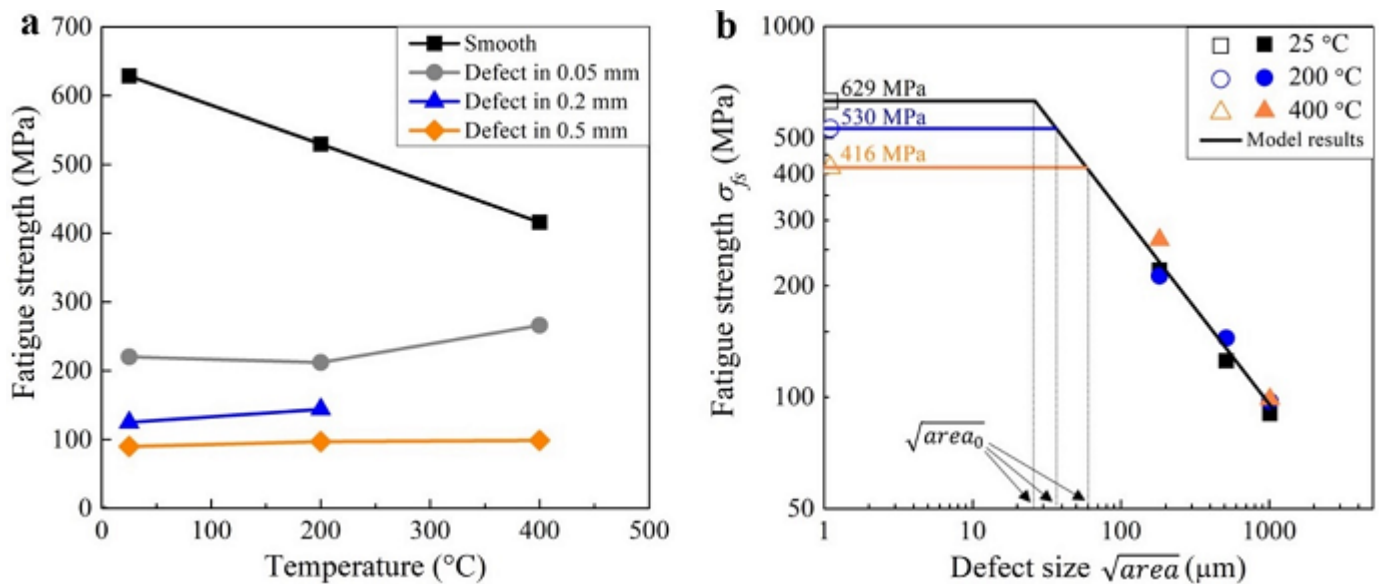 a
700
600
500
400
300
200
100
0
Fatigue strength (MPa)
Smooth
Defect in 0.05 mm
Defect in 0.2 mm
Defect in 0.5 mm
0 100 200 300 400 500
Temperature (°C)
b
1000
500
400
300
200
100
50
Fatigue strength σfs (MPa)
629 MPa
530 MPa
416 MPa
25 °C
200 °C
400 °C
Model results
√area₀
1 10 100 1000
Defect size √area (μm)